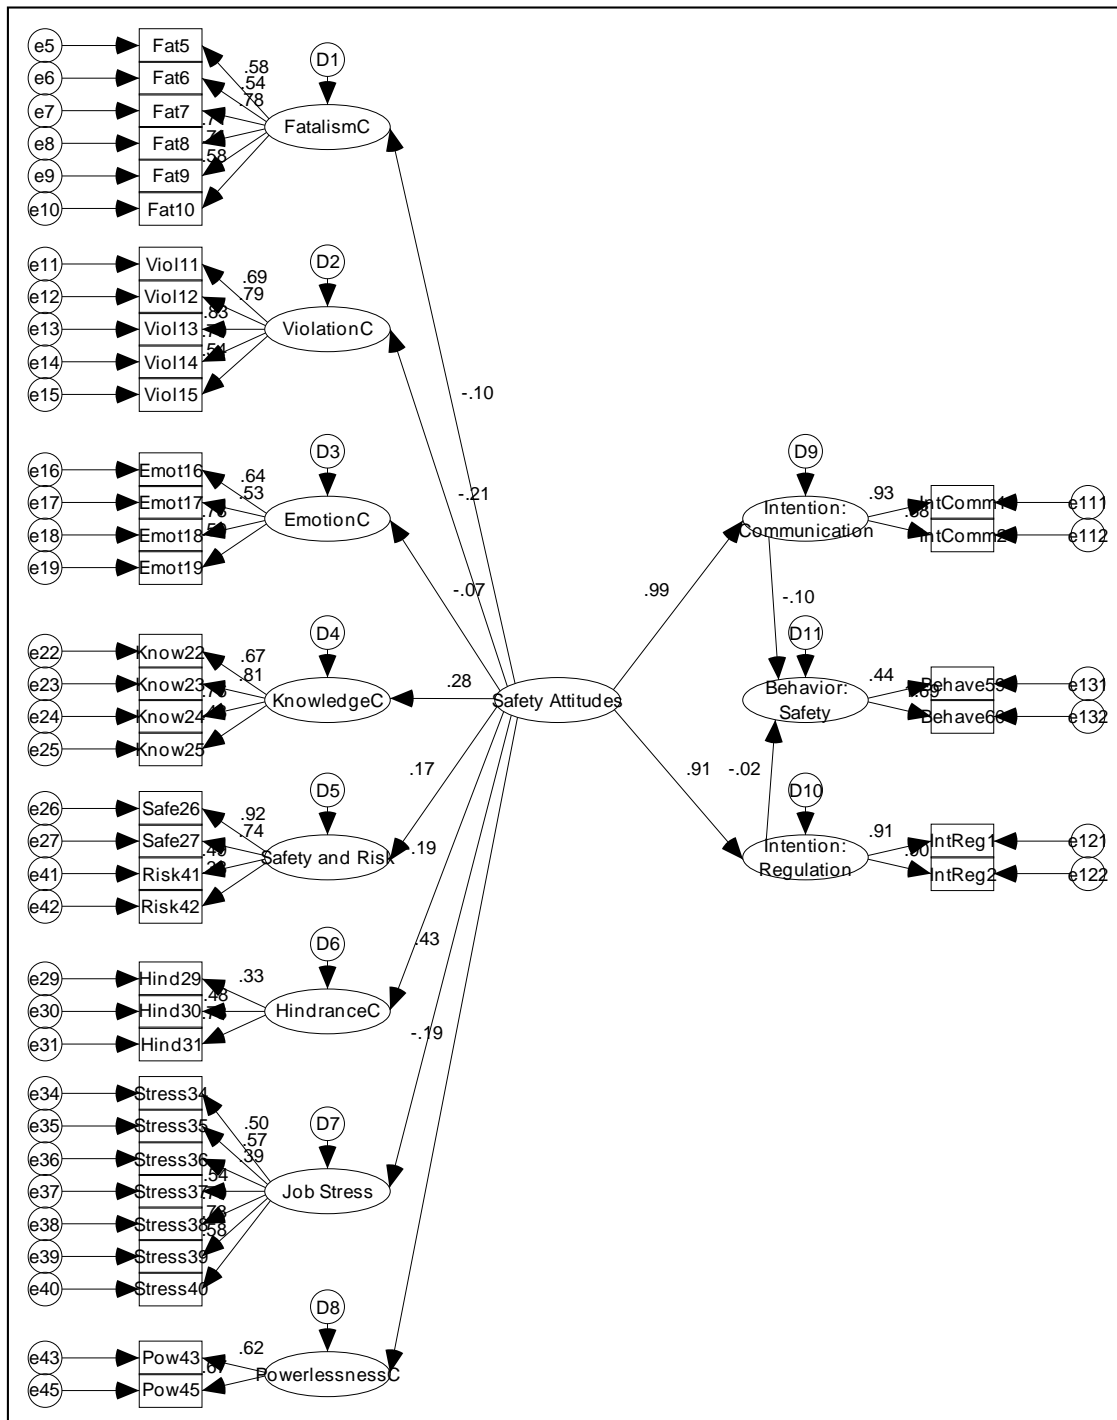 e5 Fat5
e6 Fat6
e7 Fat7
e8 Fat8
e9 Fat9
e10 Fat10
.58
.54
.78
.58
D1
FatalismC
e11 Viol11
e12 Viol12
e13 Viol13
e14 Viol14
e15 Viol15
.69
.79
.83
.54
D2
ViolationC
e16 Emot16
e17 Emot17
e18 Emot18
e19 Emot19
.64
.53
D3
EmotionC
e22 Know22
e23 Know23
e24 Know24
e25 Know25
.67
.81
D4
KnowledgeC
e26 Safe26
e27 Safe27
e41 Risk41
e42 Risk42
.92
.74
D5
Safety and Risk
e29 Hind29
e30 Hind30
e31 Hind31
.33
.48
D6
HindranceC
e34 Stress34
e35 Stress35
e36 Stress36
e37 Stress37
e38 Stress38
e39 Stress39
e40 Stress40
.50
.57
.39
.54
.58
D7
Job Stress
e43 Pow43
e45 Pow45
.62
.67
D8
PowerlessnessC
-.10
-.21
-.07
.28
.17
.19
.43
-.19
Safety Attitudes
.99
.91
D9
Intention:
Communication
.93
IntComm1 e111
IntComm2 e112
-.10
D11
Behavior:
Safety
.44
Behave59 e131
Behave60 e132
-.02
D10
Intention:
Regulation
.91
IntReg1 e121
IntReg2 e122